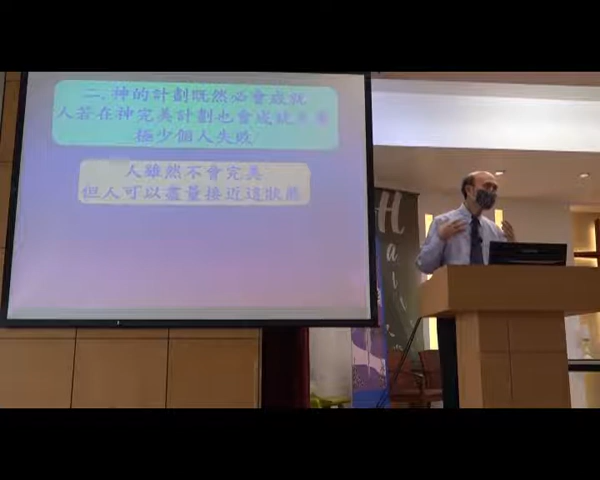 二.神的計劃既然必會成就
人若在神完美計劃也會成就
極少個人失敗
人雖然不會完美
但人可以盡量接近這狀態
H
a
l